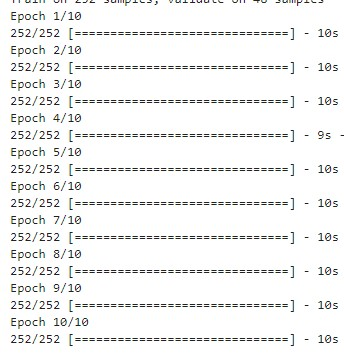 Train on 252 samples, validate on 48 samples
Epoch 1/10
252/252 [==============================] - 10s
Epoch 2/10
252/252 [==============================] - 10s
Epoch 3/10
252/252 [==============================] - 10s
Epoch 4/10
252/252 [==============================] - 9s -
Epoch 5/10
252/252 [==============================] - 10s
Epoch 6/10
252/252 [==============================] - 10s
Epoch 7/10
252/252 [==============================] - 10s
Epoch 8/10
252/252 [==============================] - 10s
Epoch 9/10
252/252 [==============================] - 10s
Epoch 10/10
252/252 [==============================] - 10s